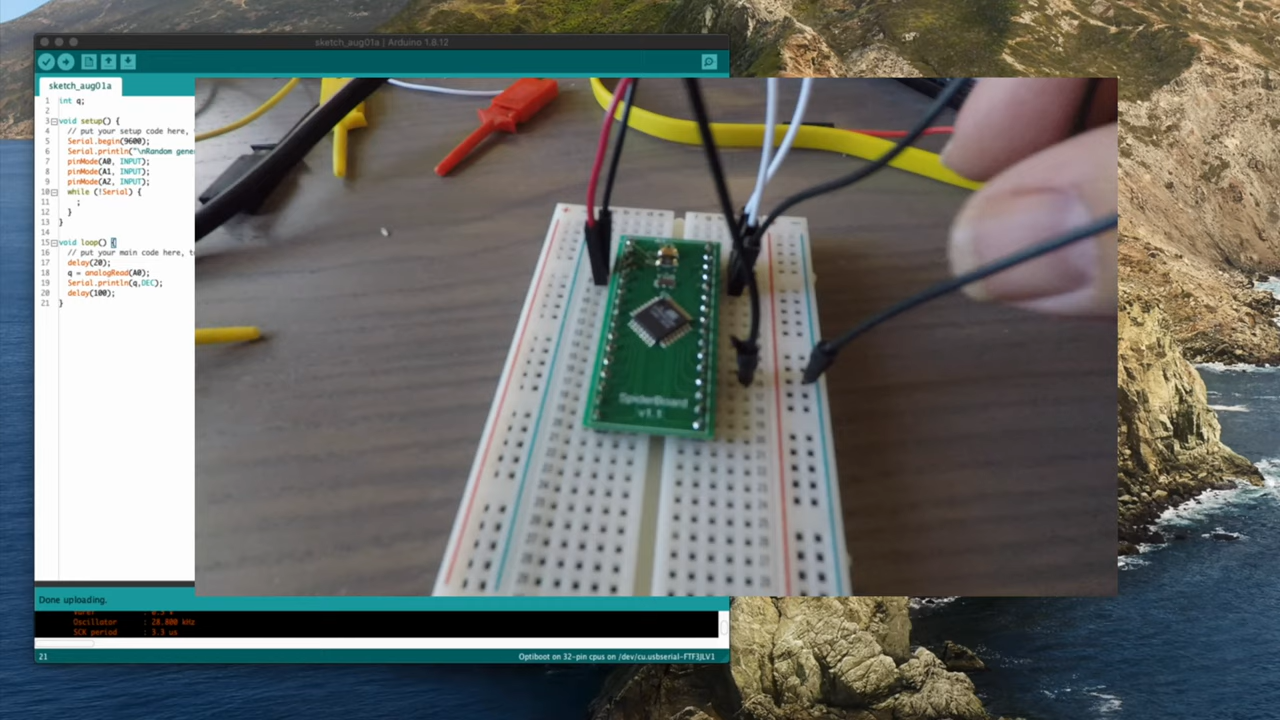 sketch_aug01a | Arduino 1.8.12
sketch_aug01a
1 int q;
2
3 void setup() {
4 // put your setup code here,
5 Serial.begin(9600);
6 Serial.println("\nRandom gene
7 pinMode(A0, INPUT);
8 pinMode(A1, INPUT);
9 pinMode(A2, INPUT);
10 while (!Serial) {
11 ;
12 }
13 }
14
15 void loop() {
16 // put your main code here, t
17 delay(20);
18 q = analogRead(A0);
19 Serial.println(q,DEC);
20 delay(100);
21 }
SpiderBoard
v1.1
Done uploading.
Oscillator : 28.800 kHz
SCK period : 3.3 us
21
Optiboot on 32-pin cpus on /dev/cu.usbserial-FTF3JLV1